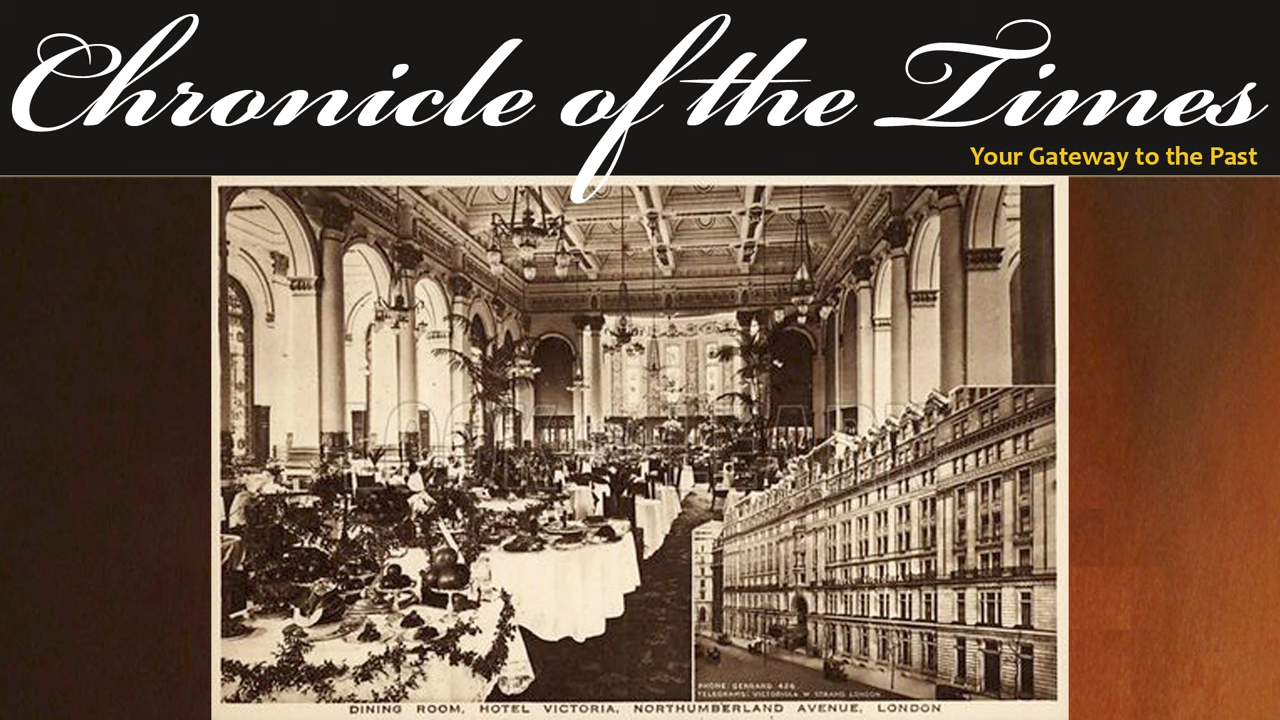 Chronicle of the Times
Your Gateway to the Past
PHONE: GERRARD 426.
TELEGRAMS: VICTORIOLA W STRAND LONDON
DINING ROOM, HOTEL VICTORIA, NORTHUMBERLAND AVENUE, LONDON